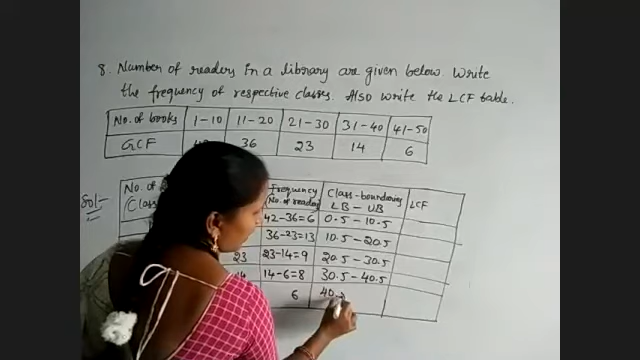 8. Number of readers in a library are given below. Write
the frequency of respective classes. Also write the LCF table.
No. of books 1-10 11-20 21-30 31-40 41-50
GCF 36 23 14 6
Sol:-
No. of Frequency Class-boundaries LCF
Class No. of readers LB - UB
42-36=6 0.5 - 10.5
36-23=13 10.5 - 20.5
23 23-14=9 20.5 - 30.5
14 14-6=8 30.5 - 40.5
6 40.5